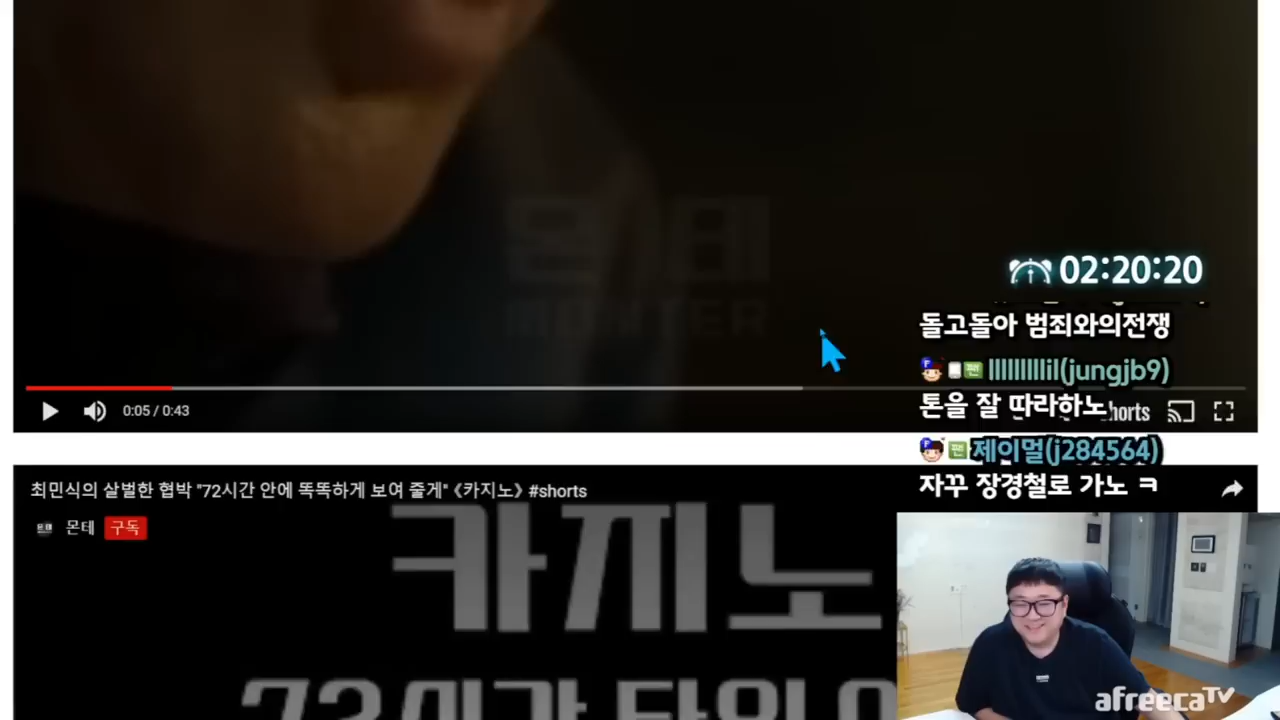 02:20:20
돌고돌아 범죄와의전쟁
llllllllliil(jungjb9)
톤을 잘 따라하노
0:05 / 0:43
제이멀(j284564)
최민식의 살벌한 협박 "72시간 안에 똑똑하게 보여 줄게" 《카지노》 #shorts
자꾸 장경철로 가노 ㅋ
몬테 구독
카지노
afreecaTV